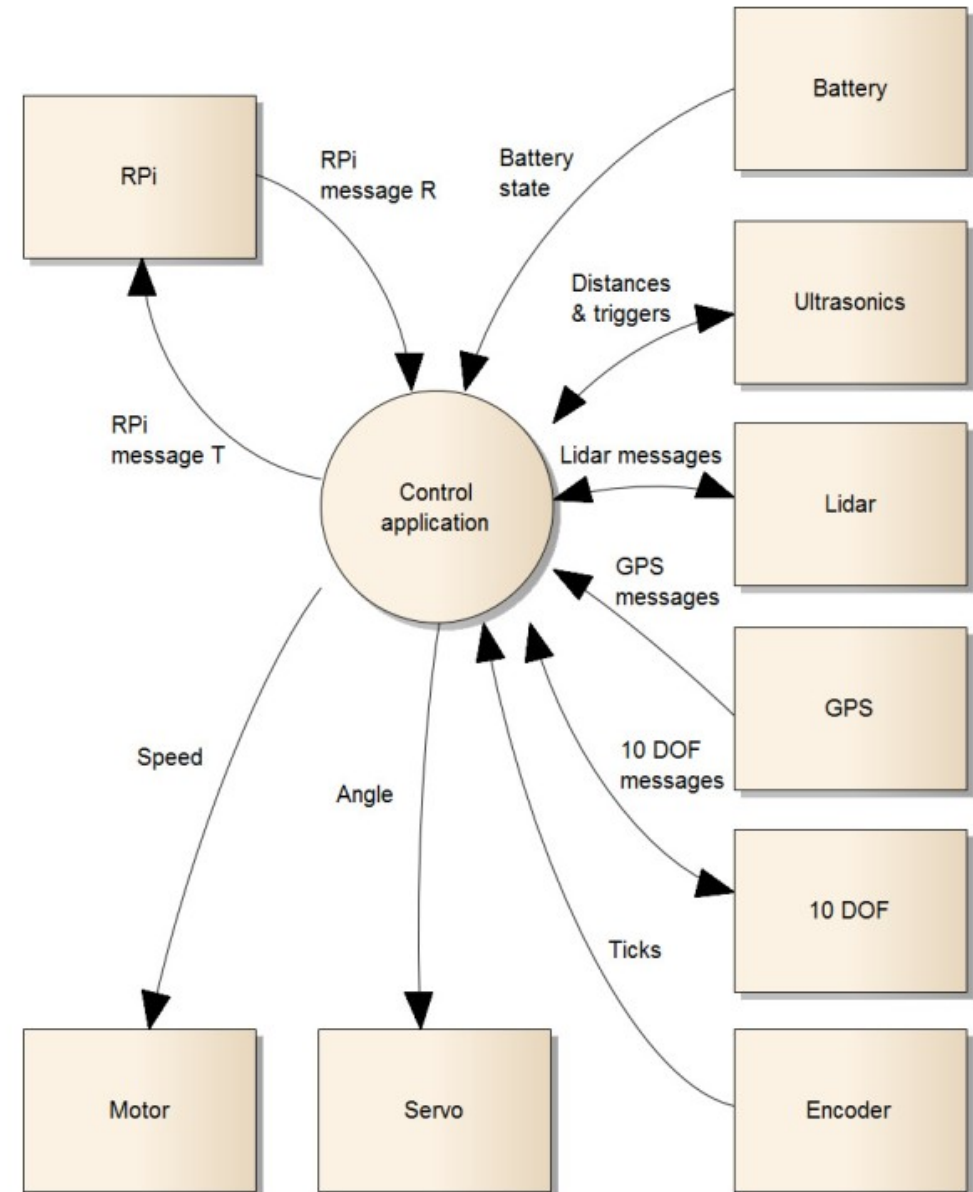 Battery
RPi
RPi
message R
Battery
state
Distances
& triggers
Ultrasonics
RPi
message T
Lidar messages
Control
application
Lidar
GPS
messages
GPS
Speed
Angle
10 DOF
messages
10 DOF
Ticks
Motor
Servo
Encoder